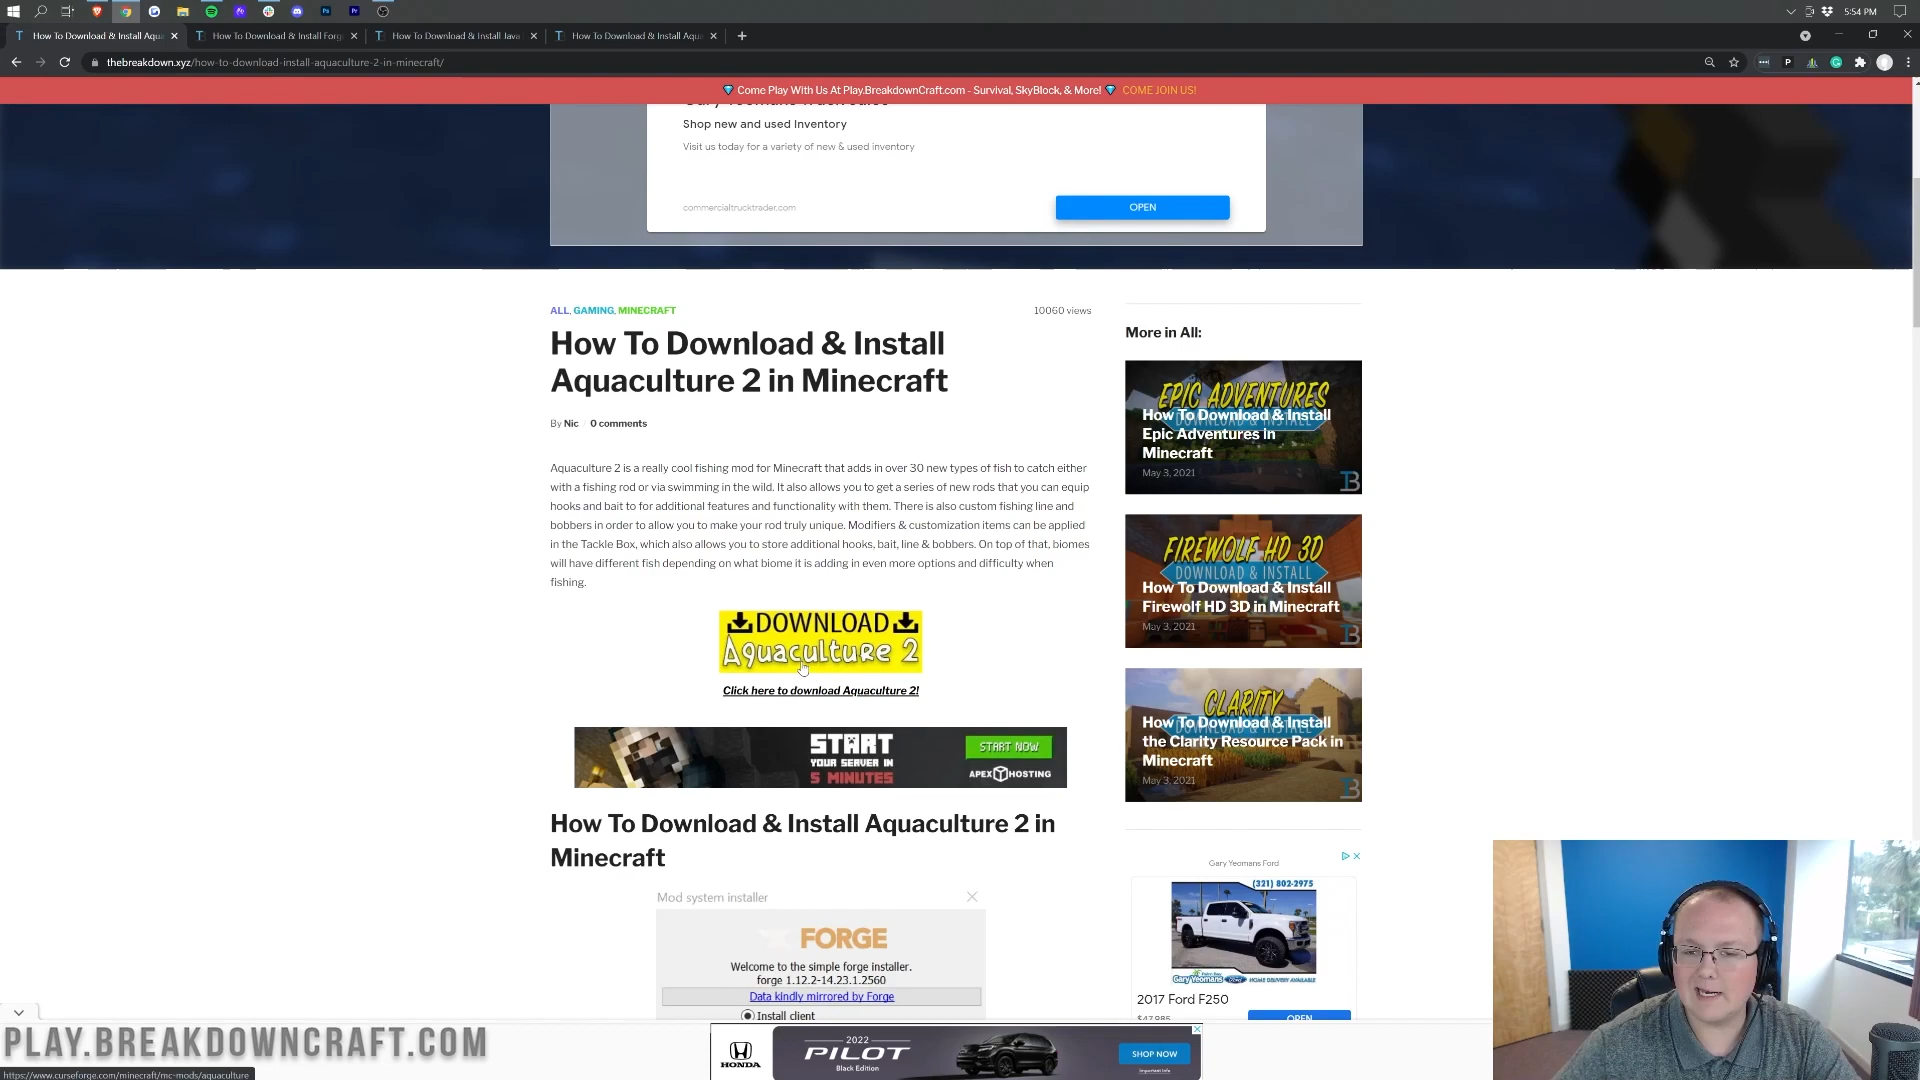 5:54 PM
How To Download & Install Aqua
How To Download & Install Forg
How To Download & Install Java
How To Download & Install Aqua
thebreakdown.xyz/how-to-download-install-aquaculture-2-in-minecraft/
Come Play With Us At Play.BreakdownCraft.com - Survival, SkyBlock, & More! COME JOIN US!
Shop new and used Inventory
Visit us today for a variety of new & used inventory
commercialtrucktrader.com
OPEN
ALL, GAMING, MINECRAFT
10060 views
How To Download & Install
Aquaculture 2 in Minecraft
By Nic / 0 comments
Aquaculture 2 is a really cool fishing mod for Minecraft that adds in over 30 new types of fish to catch either
with a fishing rod or via swimming in the wild. It also allows you to get a series of new rods that you can equip
hooks and bait to for additional features and functionality with them. There is also custom fishing line and
bobbers in order to allow you to make your rod truly unique. Modifiers & customization items can be applied
in the Tackle Box, which also allows you to store additional hooks, bait, line & bobbers. On top of that, biomes
will have different fish depending on what biome it is adding in even more options and difficulty when
fishing.
DOWNLOAD
Aquaculture 2
Click here to download Aquaculture 2!
START
YOUR SERVER IN
5 MINUTES
START NOW
APEX HOSTING
How To Download & Install Aquaculture 2 in
Minecraft
Mod system installer
FORGE
Welcome to the simple forge installer.
forge 1.12.2-14.23.1.2560
Data kindly mirrored by Forge
Install client
More in All:
EPIC ADVENTURES
DOWNLOAD & INSTALL
How To Download & Install
Epic Adventures in
Minecraft
May 3, 2021
FIREWOLF HD 3D
DOWNLOAD & INSTALL
How To Download & Install
Firewolf HD 3D in Minecraft
May 3, 2021
CLARITY
DOWNLOAD & INSTALL
How To Download & Install
the Clarity Resource Pack in
Minecraft
May 3, 2021
Gary Yeomans Ford
(321) 802-2975
Gary Yeomans
HOME DELIVERY AVAILABLE
2017 Ford F250
$47,985
OPEN
HONDA
2022
PILOT
Black Edition
SHOP NOW
Important Info
PLAY.BREAKDOWNCRAFT.COM
https://www.curseforge.com/minecraft/mc-mods/aquaculture